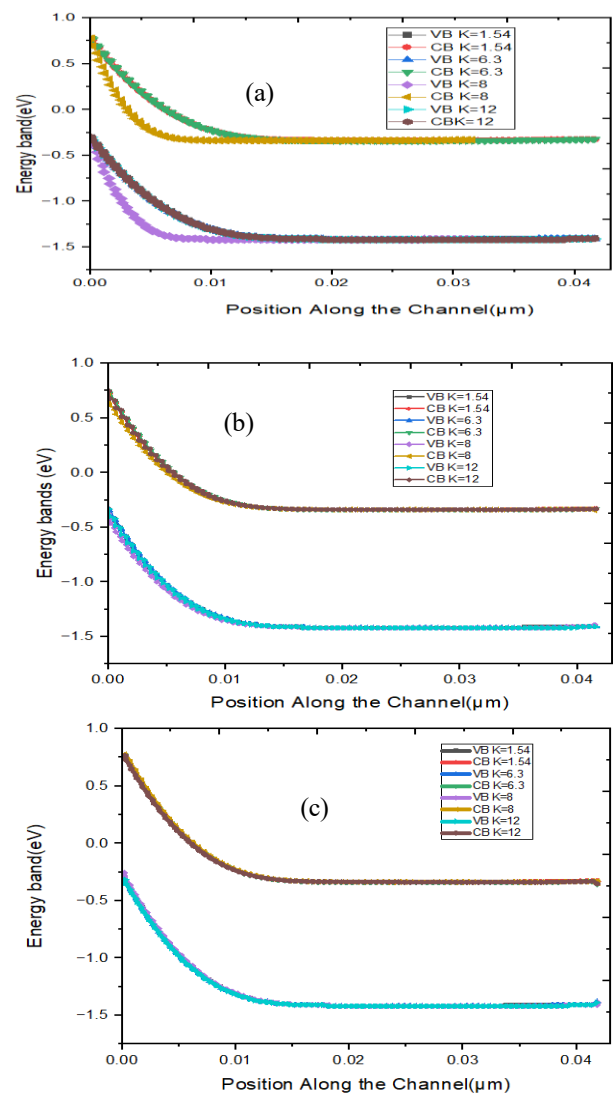 1.0
0.5
0.0
−0.5
−1.0
−1.5
Energy band(eV)
(a)
VB K=1.54
CB K=1.54
VB K=6.3
CB K=6.3
VB K=8
CB K=8
VB K=12
CBK=12
0.00 0.01 0.02 0.03 0.04
Position Along the Channel(μm)
1.0
0.5
0.0
−0.5
−1.0
−1.5
Energy bands (eV)
(b)
VB K=1.54
CB K=1.54
VB K=6.3
CB K=6.3
VB K=8
CB K=8
VB K=12
CB K=12
0.00 0.01 0.02 0.03 0.04
Position Along the Channel(μm)
1.0
0.5
0.0
−0.5
−1.0
−1.5
Energy band(eV)
(c)
VB K=1.54
CB K=1.54
VB K=6.3
CB K=6.3
VB K=8
CB K=8
VB K=12
CB K=12
0.00 0.01 0.02 0.03 0.04
Position Along the Channel(μm)